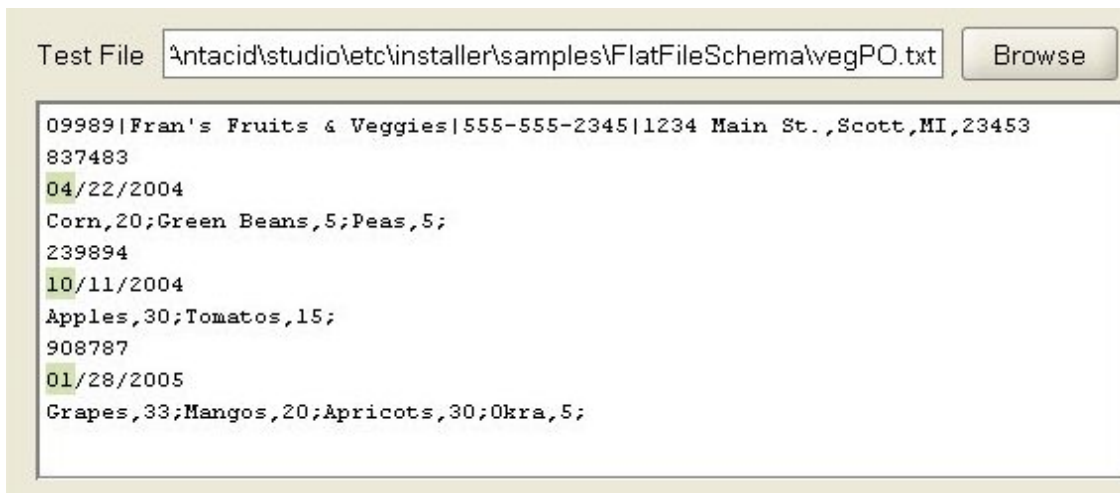 Test File \ntacid\studio\etc\installer\samples\FlatFileSchema\vegPO.txt Browse
09989|Fran's Fruits & Veggies|555-555-2345|1234 Main St.,Scott,MI,23453
837483
04/22/2004
Corn,20;Green Beans,5;Peas,5;
239894
10/11/2004
Apples,30;Tomatos,15;
908787
01/28/2005
Grapes,33;Mangos,20;Apricots,30;Okra,5;